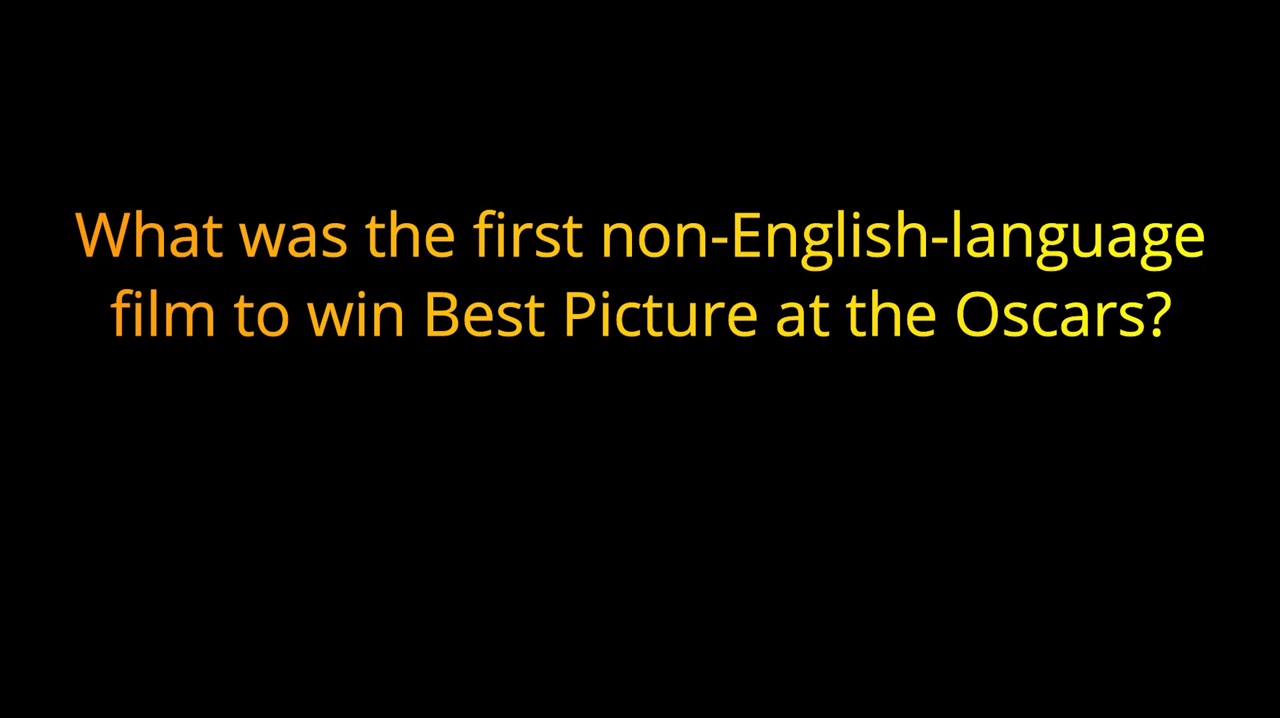 What was the first non-English-language
film to win Best Picture at the Oscars?